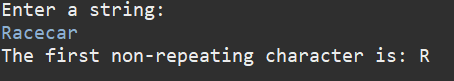 Enter a string:
Racecar
The first non-repeating character is: R